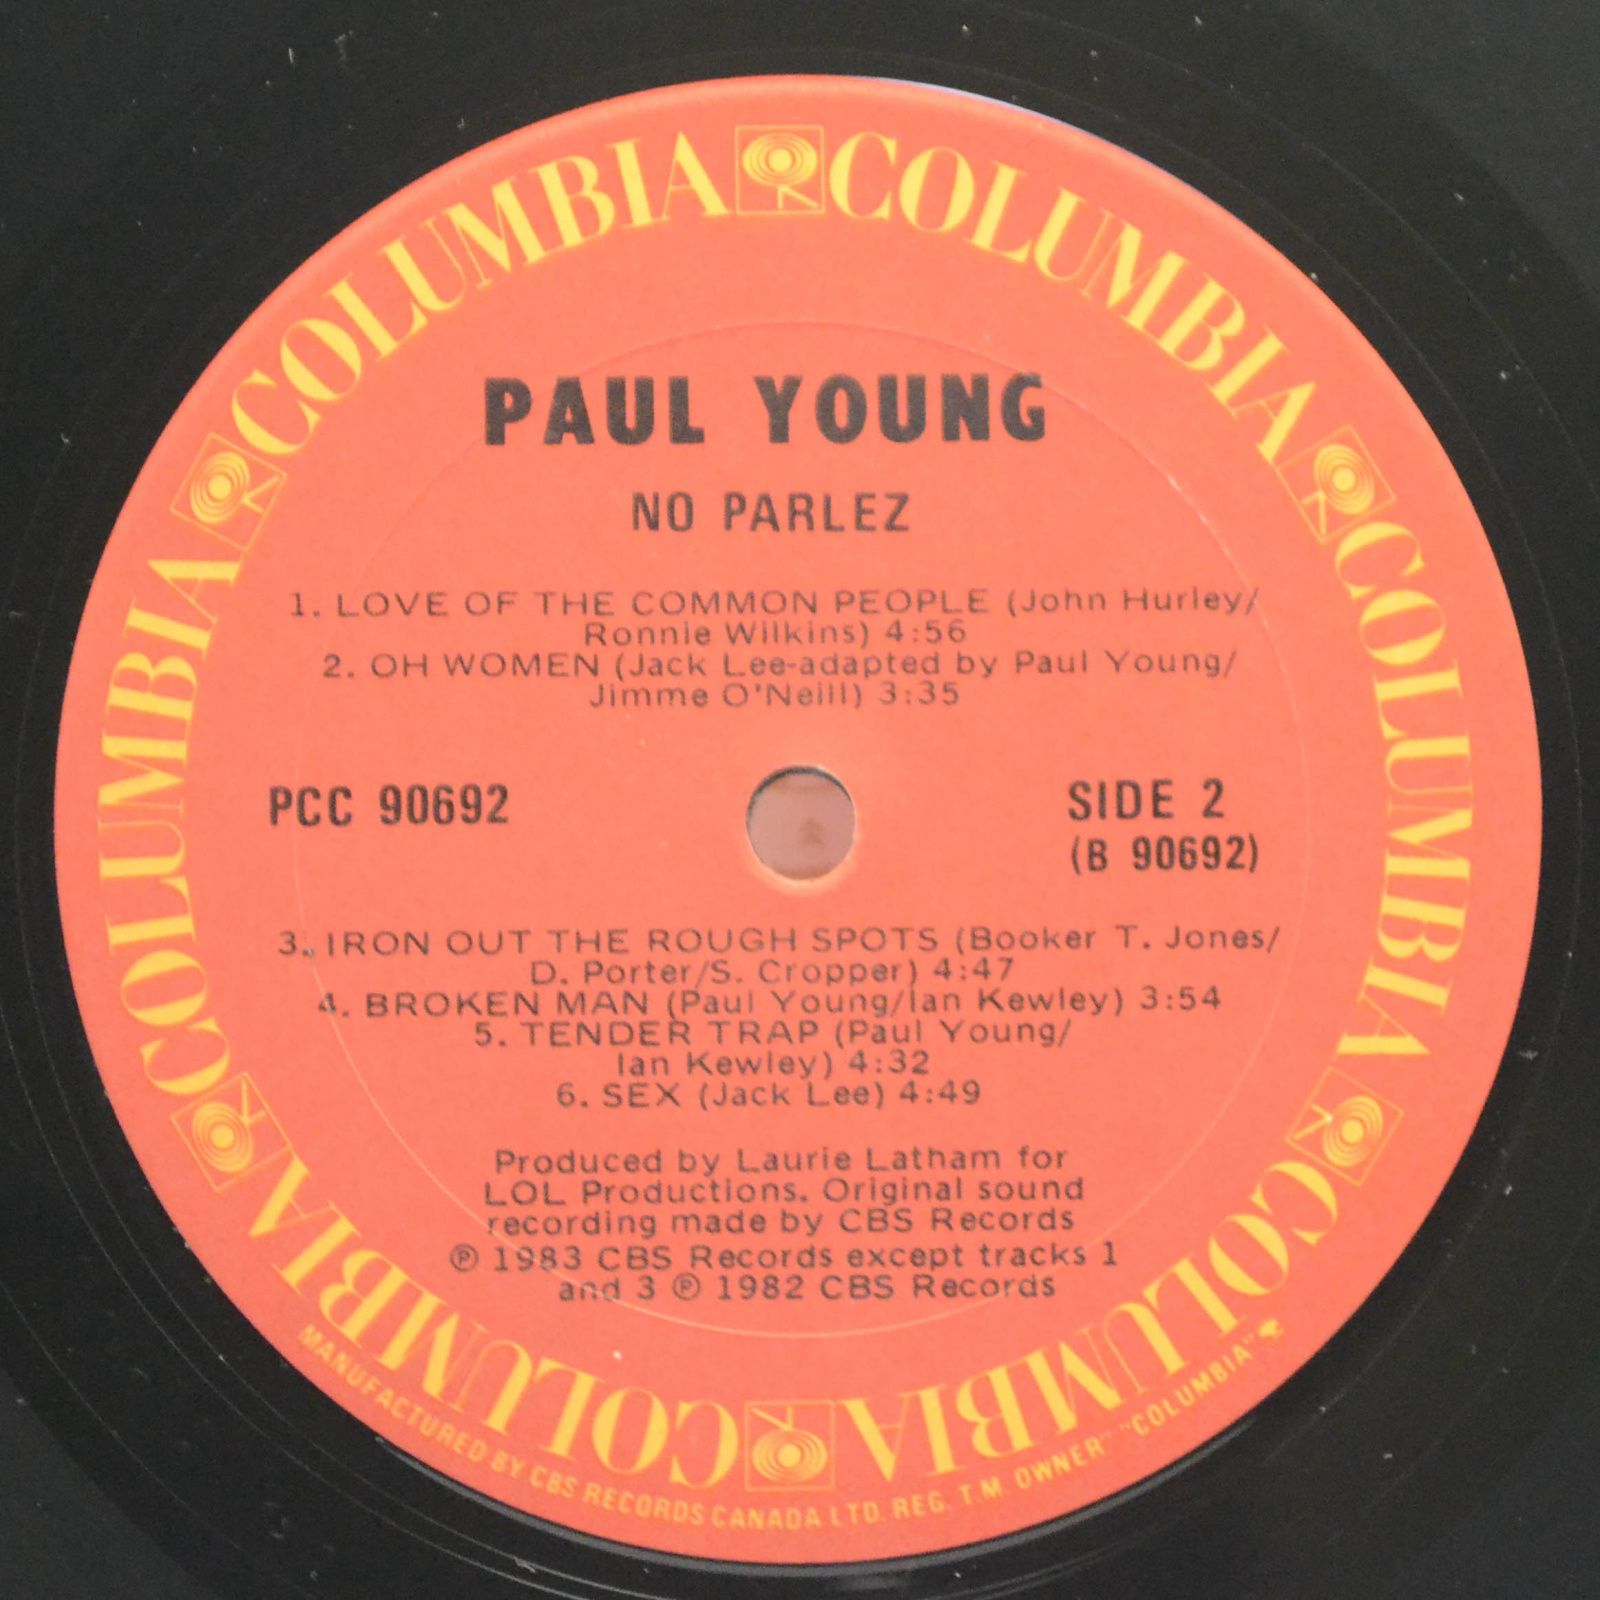 COLUMBIA COLUMBIA COLUMBIA COLUMBIA COLUMBIA COLUMBIA
PAUL YOUNG
NO PARLEZ
1. LOVE OF THE COMMON PEOPLE (John Hurley/
Ronnie Wilkins) 4:56
2. OH WOMEN (Jack Lee-adapted by Paul Young/
Jimme O'Neill) 3:35
PCC 90692
SIDE 2
(B 90692)
3. IRON OUT THE ROUGH SPOTS (Booker T. Jones/
D. Porter/S. Cropper) 4:47
4. BROKEN MAN (Paul Young/Ian Kewley) 3:54
5. TENDER TRAP (Paul Young/
Ian Kewley) 4:32
6. SEX (Jack Lee) 4:49
Produced by Laurie Latham for
LOL Productions. Original sound
recording made by CBS Records
℗ 1983 CBS Records except tracks 1
and 3 ℗ 1982 CBS Records
MANUFACTURED BY CBS RECORDS CANADA LTD. REG. T.M. OWNER" "COLUMBIA"